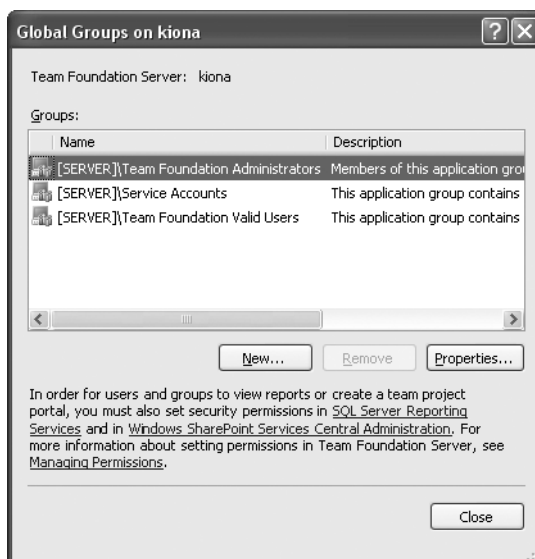 Global Groups on kiona
Team Foundation Server: kiona
Groups:
Name Description
[SERVER]\Team Foundation Administrators Members of this application grou
[SERVER]\Service Accounts This application group contains
[SERVER]\Team Foundation Valid Users This application group contains
New... Remove Properties...
In order for users and groups to view reports or create a team project
portal, you must also set security permissions in SQL Server Reporting
Services and in Windows SharePoint Services Central Administration. For
more information about setting permissions in Team Foundation Server, see
Managing Permissions.
Close